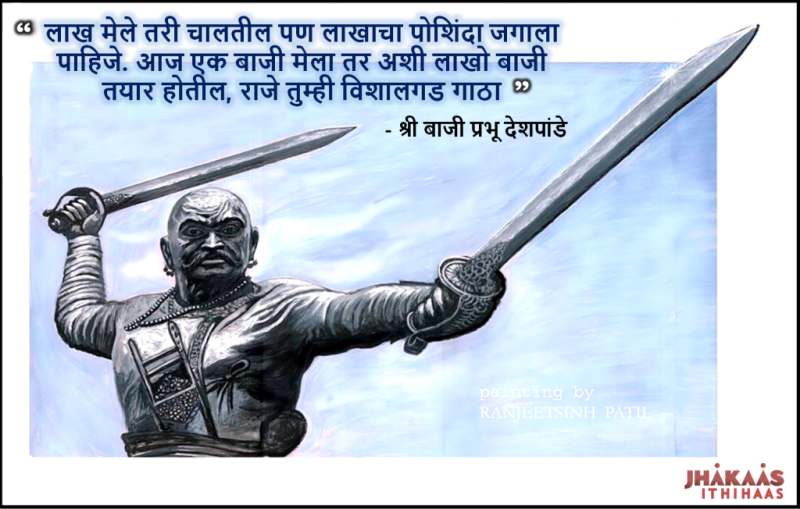 ❝ लाख मेले तरी चालतील पण लाखाचा पोशिंदा जगाला
पाहिजे. आज एक बाजी मेला तर अशी लाखो बाजी
तयार होतील, राजे तुम्ही विशालगड गाठा ❞
- श्री बाजी प्रभू देशपांडे
painting by
RANJEETSINH PATIL
JHAKAAS
ITHIHAAS